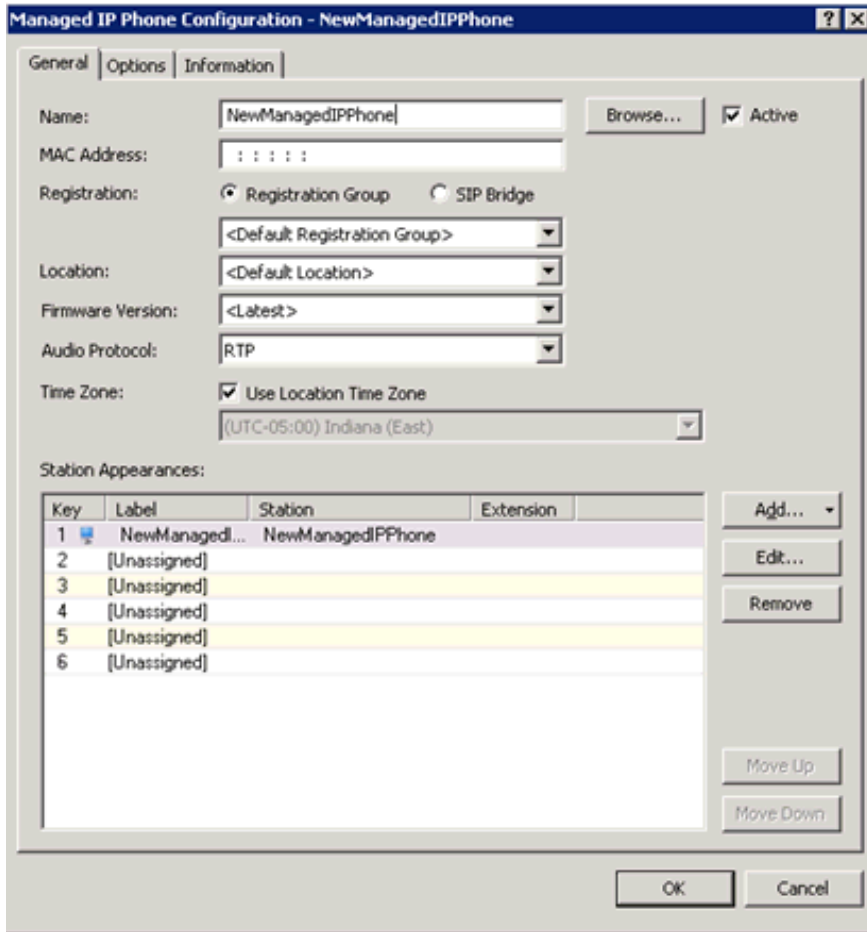 Managed IP Phone Configuration - NewManagedIPPhone
General Options Information
Name: NewManagedIPPhone Browse... Active
MAC Address: : : : : :
Registration: Registration Group SIP Bridge
<Default Registration Group>
Location: <Default Location>
Firmware Version: <Latest>
Audio Protocol: RTP
Time Zone: Use Location Time Zone
(UTC-05:00) Indiana (East)
Station Appearances:
Key Label Station Extension Add...
1 NewManagedI... NewManagedIPPhone
2 [Unassigned] Edit...
3 [Unassigned]
4 [Unassigned] Remove
5 [Unassigned]
6 [Unassigned]
Move Up
Move Down
OK Cancel